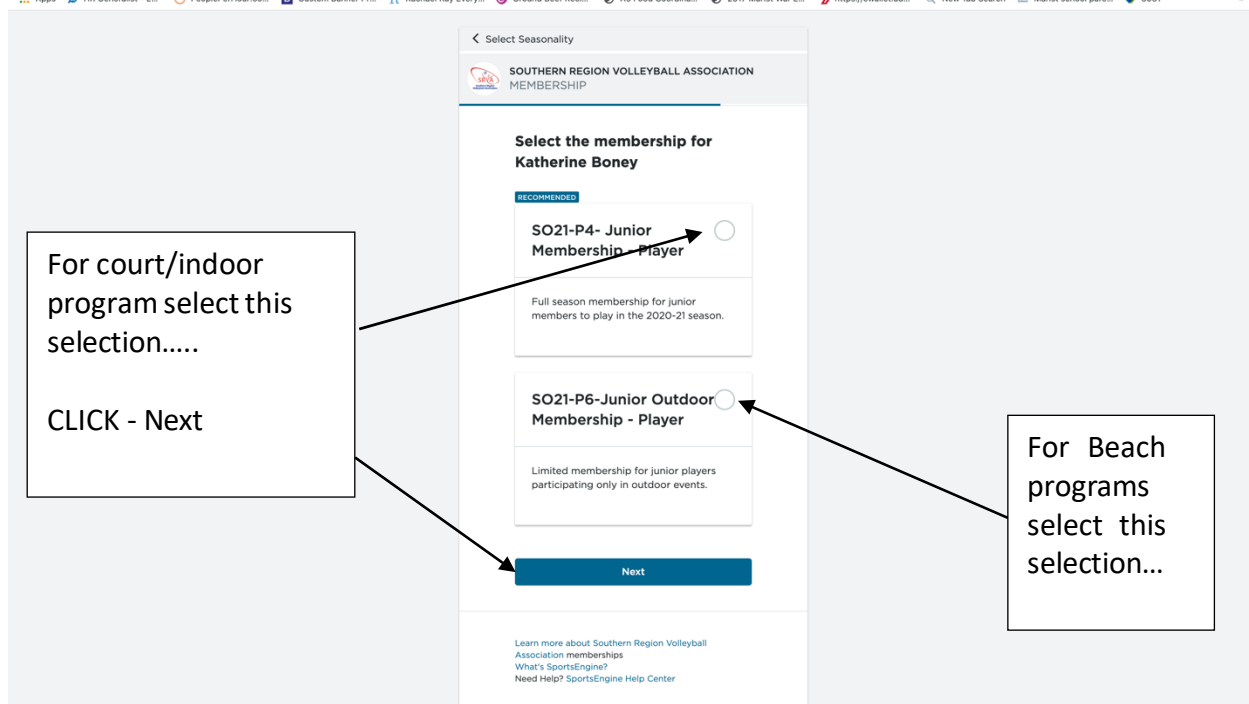 Apps
Select Seasonality
SRVA
SOUTHERN REGION VOLLEYBALL ASSOCIATION
MEMBERSHIP
Select the membership for
Katherine Boney
RECOMMENDED
SO21-P4- Junior
Membership - Player
Full season membership for junior
members to play in the 2020-21 season.
For court/indoor
program select this
selection.....
CLICK - Next
SO21-P6-Junior Outdoor
Membership - Player
Limited membership for junior players
participating only in outdoor events.
For Beach
programs
select this
selection...
Next
Learn more about Southern Region Volleyball
Association memberships
What's SportsEngine?
Need Help? SportsEngine Help Center